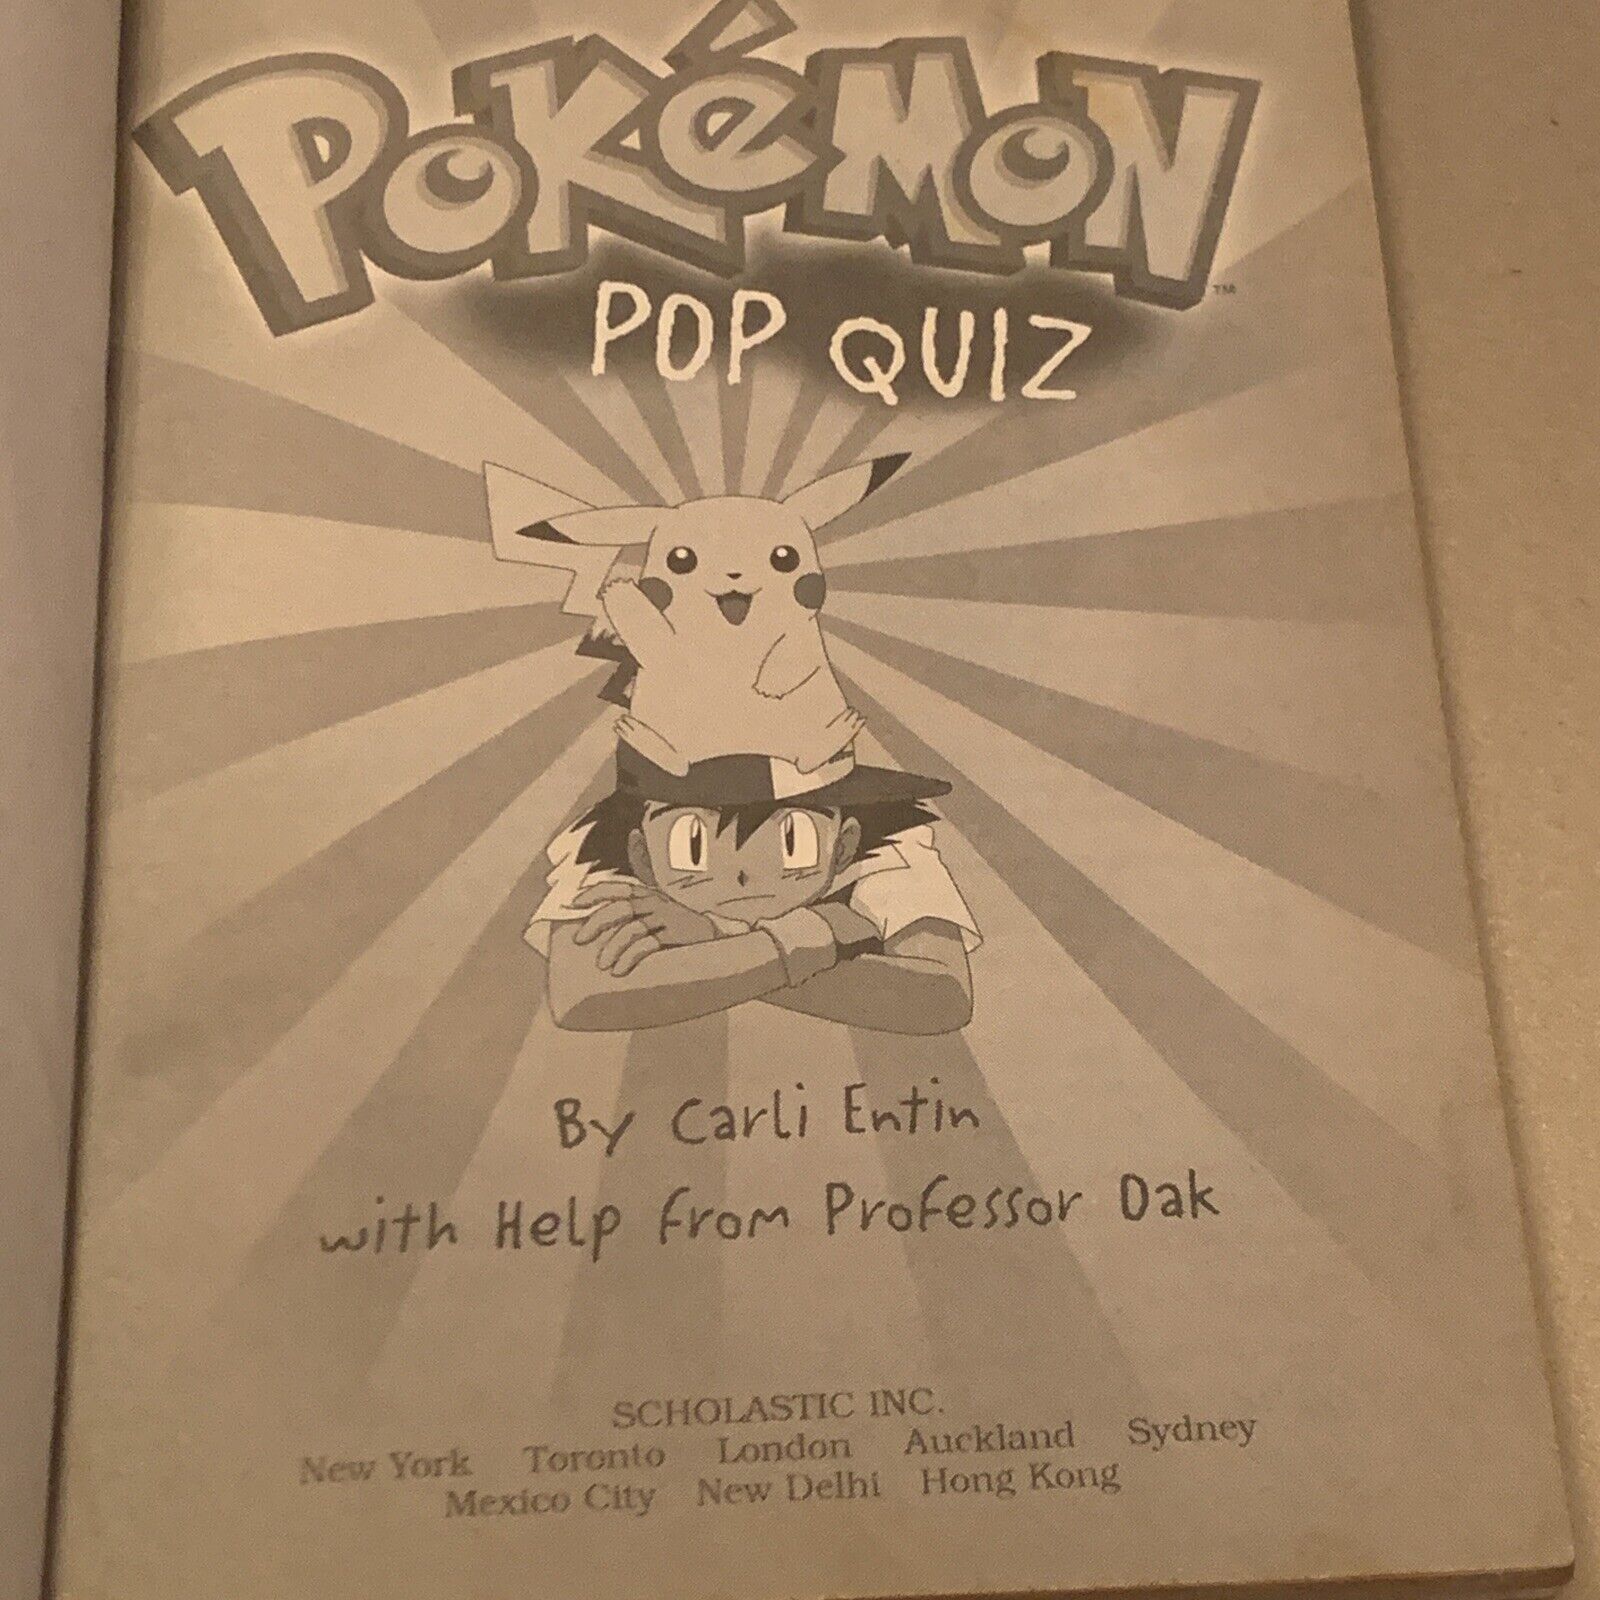 POKéMON™
POP QUIZ
By Carli Entin
with Help from Professor Oak
SCHOLASTIC INC.
New York Toronto London Auckland Sydney
Mexico City New Delhi Hong Kong